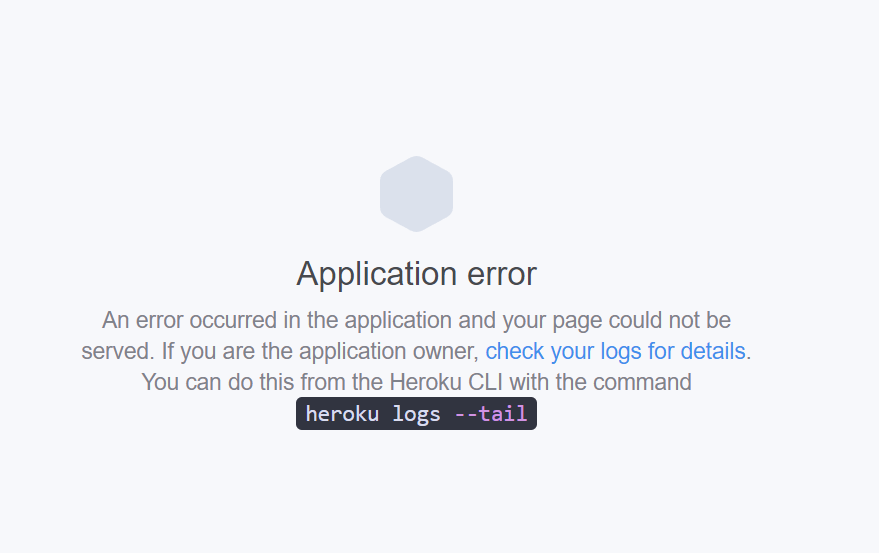 Application error
An error occurred in the application and your page could not be
served. If you are the application owner, check your logs for details.
You can do this from the Heroku CLI with the command
heroku logs --tail